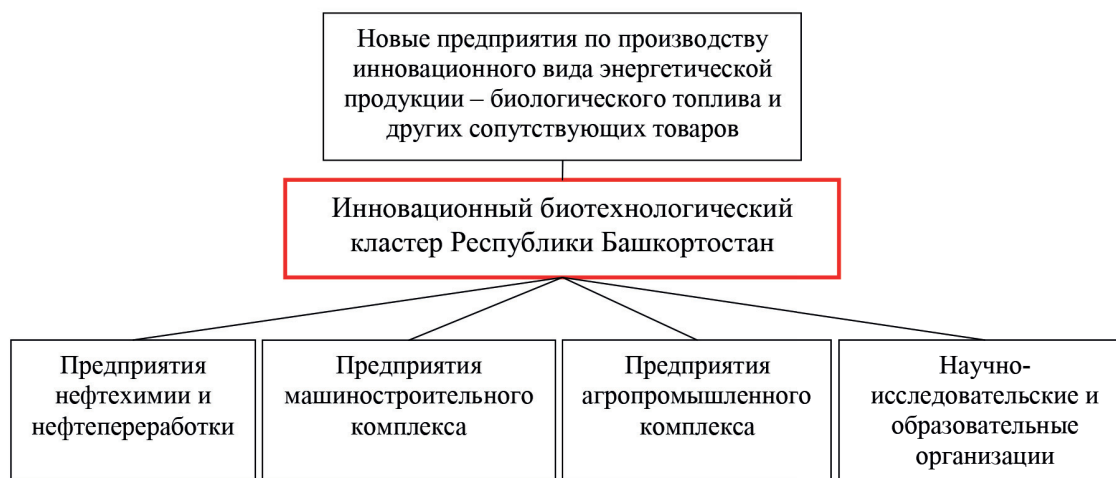 Новые предприятия по производству
инновационного вида энергетической
продукции – биологического топлива и
других сопутствующих товаров
Инновационный биотехнологический
кластер Республики Башкортостан
Предприятия
нефтехимии и
нефтепереработки
Предприятия
машиностроительного
комплекса
Предприятия
агропромышленного
комплекса
Научно-
исследовательские и
образовательные
организации